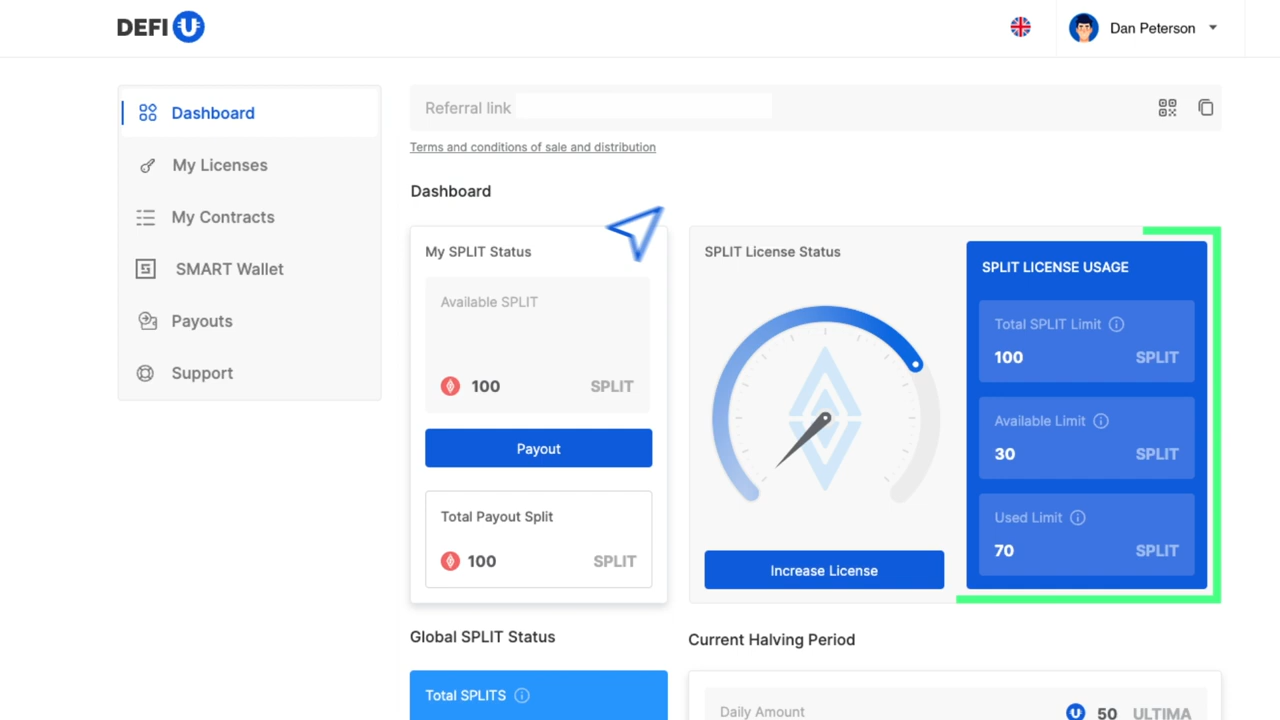 DEFI U
Dan Peterson
Dashboard
My Licenses
My Contracts
SMART Wallet
Payouts
Support
Referral link
Terms and conditions of sale and distribution
Dashboard
My SPLIT Status
Available SPLIT
100 SPLIT
Payout
Total Payout Split
100 SPLIT
SPLIT License Status
Increase License
SPLIT LICENSE USAGE
Total SPLIT Limit
100 SPLIT
Available Limit
30 SPLIT
Used Limit
70 SPLIT
Global SPLIT Status
Total SPLITS
Current Halving Period
Daily Amount
50 ULTIMA